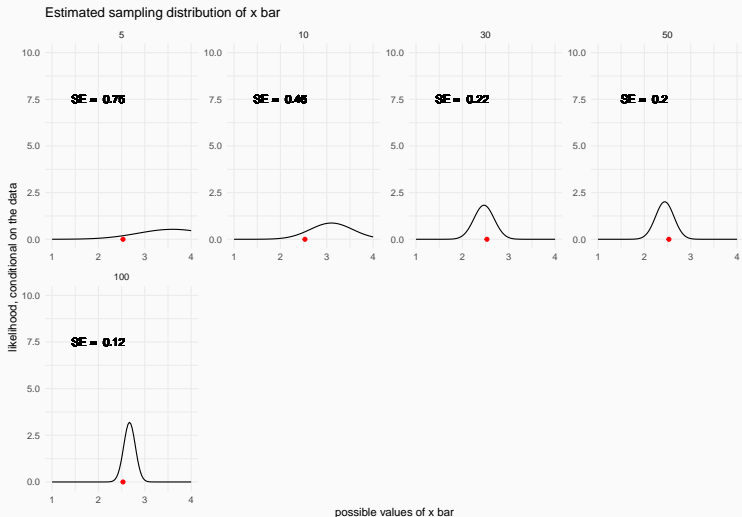 Estimated sampling distribution of x bar
5
10
30
50
10.0
7.5
5.0
2.5
0.0
SE = 0.75
1 2 3 4
10.0
7.5
5.0
2.5
0.0
SE = 0.46
1 2 3 4
10.0
7.5
5.0
2.5
0.0
SE = 0.22
1 2 3 4
10.0
7.5
5.0
2.5
0.0
SE = 0.2
1 2 3 4
likelihood, conditional on the data
100
10.0
7.5
5.0
2.5
0.0
SE = 0.12
1 2 3 4
possible values of x bar